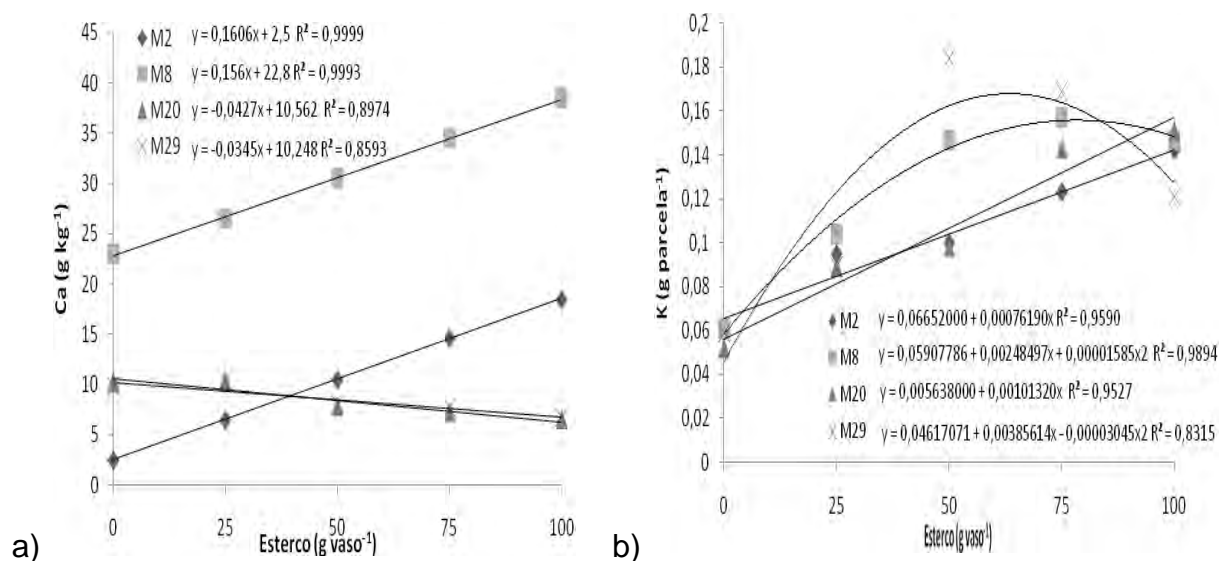 45
40
35
30
25
20
15
10
5
0
Ca (g kg⁻¹)
M2 y = 0,1606x + 2,5 R² = 0,9999
M8 y = 0,156x + 22,8 R² = 0,9993
M20 y = -0,0427x + 10,562 R² = 0,8974
M29 y = -0,0345x + 10,248 R² = 0,8593
0 25 50 75 100
Esterco (g vaso⁻¹)
a)
0,2
0,18
0,16
0,14
0,12
0,1
0,08
0,06
0,04
0,02
0
K (g parcela⁻¹)
M2 y = 0,06652000 + 0,00076190x R² = 0,9590
M8 y = 0,05907786 + 0,00248497x + 0,00001585x2 R² = 0,9894
M20 y = 0,005638000 + 0,00101320x R² = 0,9527
M29 y = 0,04617071 + 0,00385614x - 0,00003045x2 R² = 0,8315
0 25 50 75 100
Esterco (g vaso⁻¹)
b)